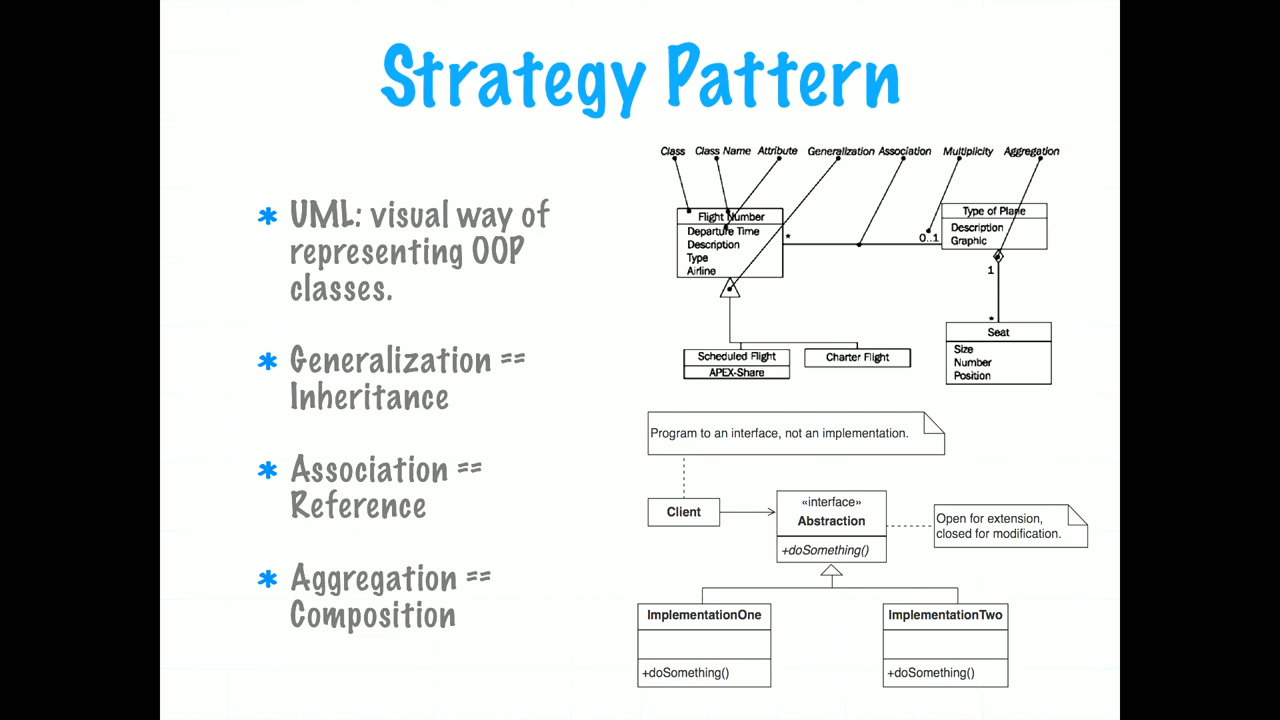 Strategy Pattern
* UML: visual way of
representing OOP
classes.
* Generalization ==
Inheritance
* Association ==
Reference
* Aggregation ==
Composition
Class Class Name Attribute Generalization Association Multiplicity Aggregation
Flight Number
Departure Time
Description
Type
Airline
*
0..1
Type of Plane
Description
Graphic
1
*
Scheduled Flight
APEX-Share
Charter Flight
Seat
Size
Number
Position
Program to an interface, not an implementation.
Client
«interface»
Abstraction
+doSomething()
Open for extension,
closed for modification.
ImplementationOne
+doSomething()
ImplementationTwo
+doSomething()